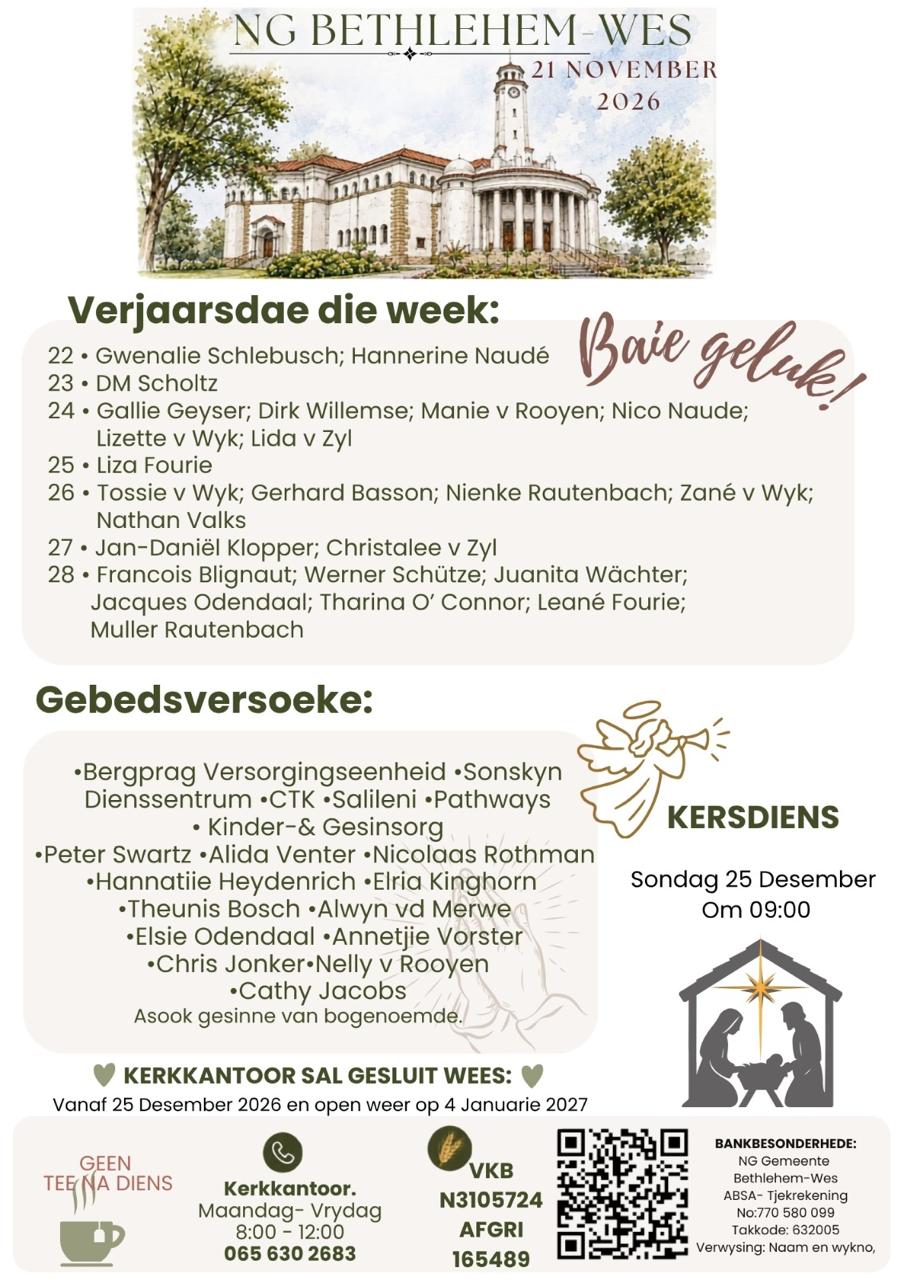 NG BETHLEHEM-WES
21 NOVEMBER
2026
Verjaarsdae die week:
Baie geluk!
22 • Gwenalie Schlebusch; Hannerine Naudé
23 • DM Scholtz
24 • Gallie Geyser; Dirk Willemse; Manie v Rooyen; Nico Naude;
Lizette v Wyk; Lida v Zyl
25 • Liza Fourie
26 • Tossie v Wyk; Gerhard Basson; Nienke Rautenbach; Zané v Wyk;
Nathan Valks
27 • Jan-Daniël Klopper; Christalee v Zyl
28 • Francois Blignaut; Werner Schütze; Juanita Wächter;
Jacques Odendaal; Tharina O’ Connor; Leané Fourie;
Muller Rautenbach
Gebedsversoeke:
•Bergprag Versorgingseenheid •Sonskyn
Dienssentrum •CTK •Salileni •Pathways
• Kinder-& Gesinsorg
•Peter Swartz •Alida Venter •Nicolaas Rothman
•Hannatiie Heydenrich •Elria Kinghorn
•Theunis Bosch •Alwyn vd Merwe
•Elsie Odendaal •Annetjie Vorster
•Chris Jonker•Nelly v Rooyen
•Cathy Jacobs
Asook gesinne van bogenoemde.
KERSDIENS
Sondag 25 Desember
Om 09:00
KERKKANTOOR SAL GESLUIT WEES:
Vanaf 25 Desember 2026 en open weer op 4 Januarie 2027
GEEN
TEE NA DIENS
Kerkkantoor.
Maandag- Vrydag
8:00 - 12:00
065 630 2683
VKB
N3105724
AFGRI
165489
BANKBESONDERHEDE:
NG Gemeente
Bethlehem-Wes
ABSA- Tjekrekening
No:770 580 099
Takkode: 632005
Verwysing: Naam en wykno,